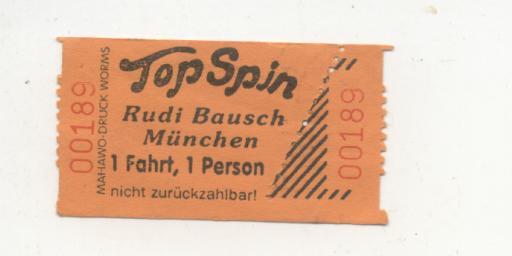 00189
MAHAWO-DRUCK WORMS
Top Spin
Rudi Bausch
München
1 Fahrt, 1 Person
nicht zurückzahlbar!
00189